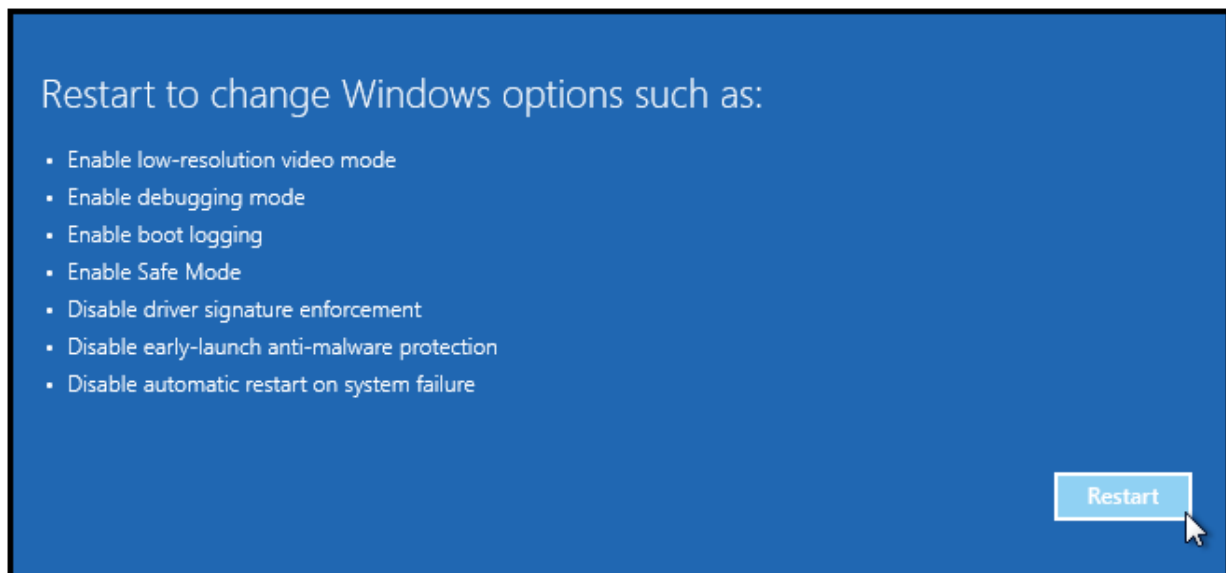 Restart to change Windows options such as:
• Enable low-resolution video mode
• Enable debugging mode
• Enable boot logging
• Enable Safe Mode
• Disable driver signature enforcement
• Disable early-launch anti-malware protection
• Disable automatic restart on system failure
Restart